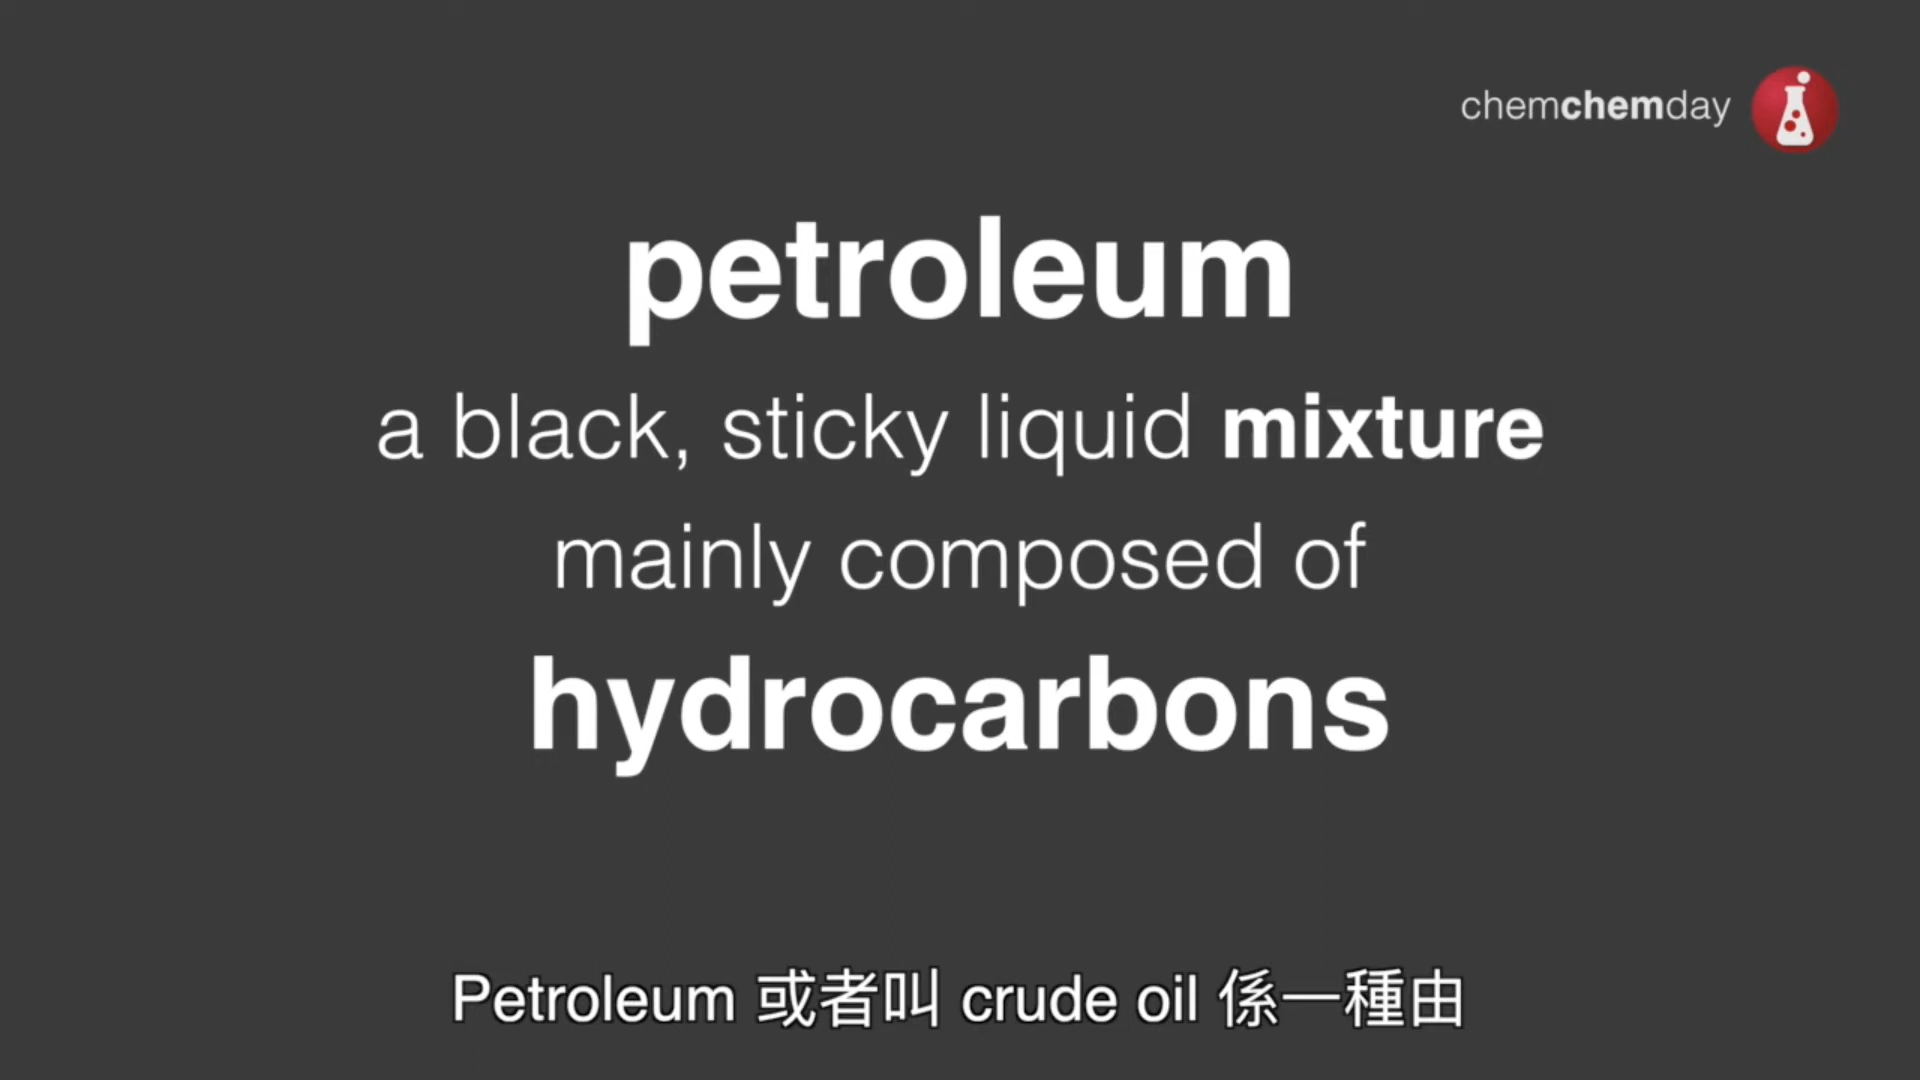 chemchemday
petroleum
a black, sticky liquid mixture
mainly composed of
hydrocarbons
Petroleum 或者叫 crude oil 係一種由